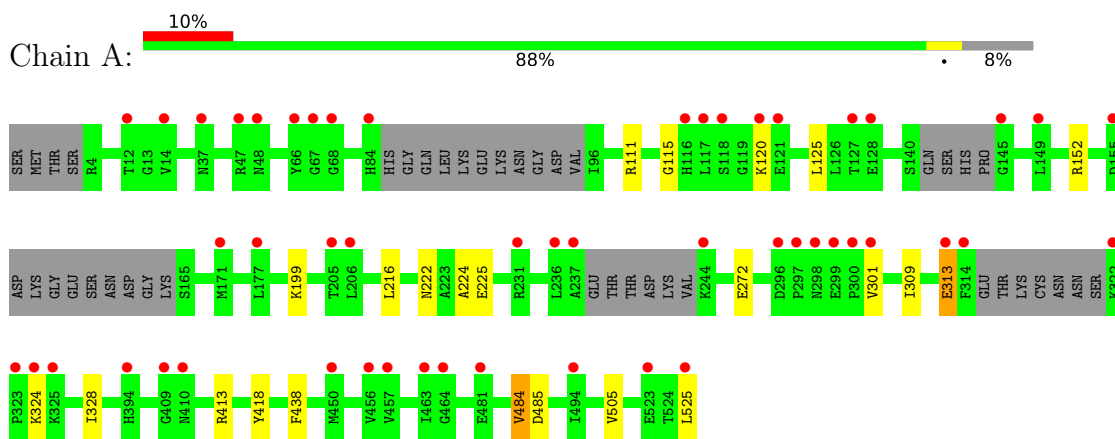 10%
Chain A:
88%
•
8%
SER MET THR SER R4 T12 G13 V14 N37 R47 N48 Y66 G67 G68 H84 HIS GLY GLN LEU LYS GLU LYS ASN GLY ASP VAL I96 R111 G115 H116 L117 S118 G119 K120 E121 L125 L126 T127 E128 S140 GLN SER HIS PRO G145 L149 R152 D155
ASP LYS GLY GLU SER ASN ASP GLY LYS S165 M171 L177 K199 T205 L206 L216 N222 A223 A224 E225 R231 L236 A237 GLU THR THR ASP LYS VAL K244 E272 D296 P297 N298 E299 P300 V301 I309 E313 F314 GLU THR LYS CYS ASN ASN SER K322
P323 K324 K325 I328 H394 G409 N410 R413 Y418 F438 M450 V456 V457 I463 G464 E481 V484 D485 I494 V505 E523 T524 L525